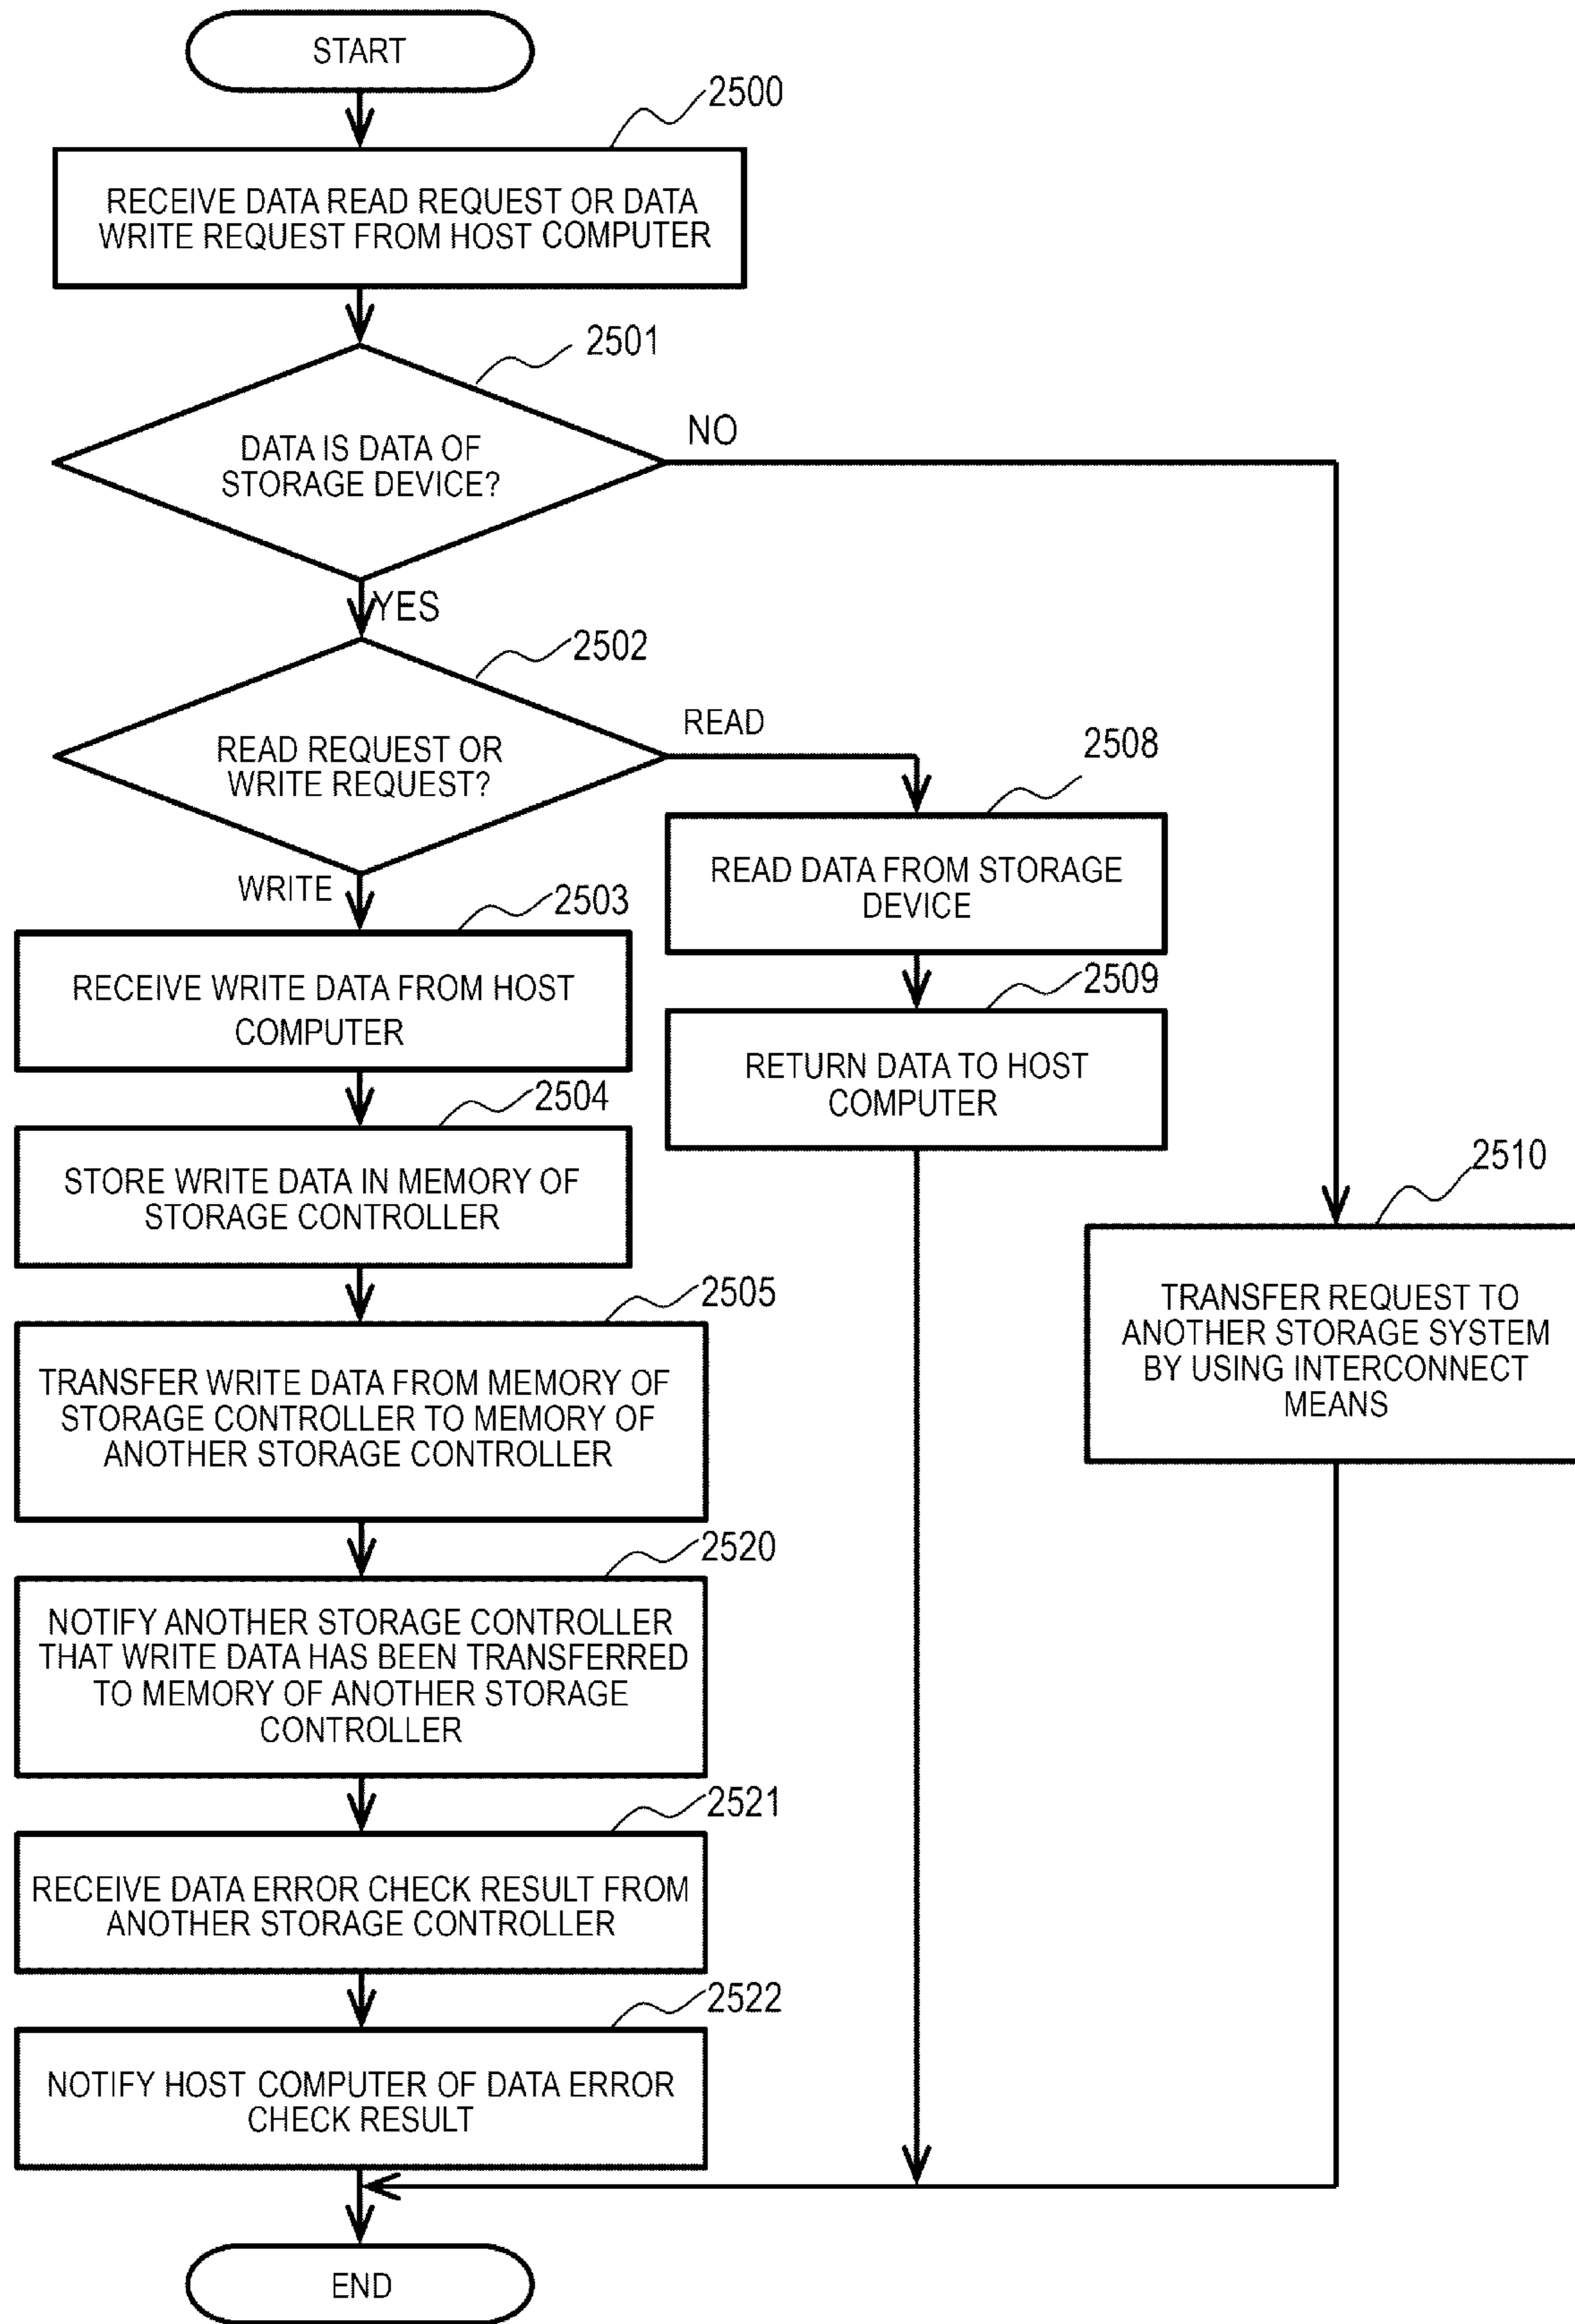 START
2500
RECEIVE DATA READ REQUEST OR DATA
WRITE REQUEST FROM HOST COMPUTER
2501
DATA IS DATA OF
STORAGE DEVICE?
NO
YES
2502
READ REQUEST OR
WRITE REQUEST?
READ
WRITE
2508
READ DATA FROM STORAGE
DEVICE
2503
RECEIVE WRITE DATA FROM HOST
COMPUTER
2509
RETURN DATA TO HOST
COMPUTER
2504
STORE WRITE DATA IN MEMORY OF
STORAGE CONTROLLER
2510
TRANSFER REQUEST TO
ANOTHER STORAGE SYSTEM
BY USING INTERCONNECT
MEANS
2505
TRANSFER WRITE DATA FROM MEMORY OF
STORAGE CONTROLLER TO MEMORY OF
ANOTHER STORAGE CONTROLLER
2520
NOTIFY ANOTHER STORAGE CONTROLLER
THAT WRITE DATA HAS BEEN TRANSFERRED
TO MEMORY OF ANOTHER STORAGE
CONTROLLER
2521
RECEIVE DATA ERROR CHECK RESULT FROM
ANOTHER STORAGE CONTROLLER
2522
NOTIFY HOST COMPUTER OF DATA ERROR
CHECK RESULT
END